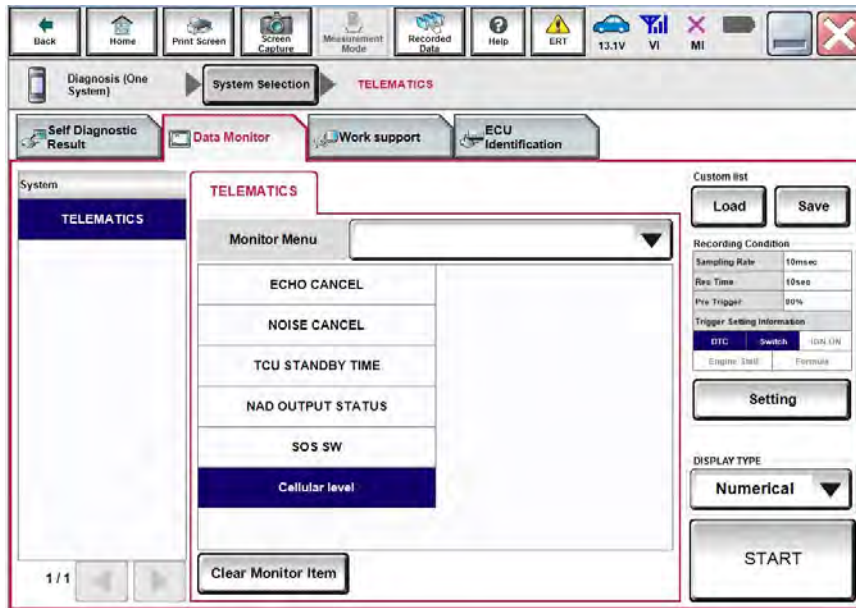 Back
Home
Print Screen
Screen Capture
Measurement Mode
Recorded Data
Help
ERT
13.1V
VI
MI
Diagnosis (One System)
System Selection
TELEMATICS
Self Diagnostic Result
Data Monitor
Work support
ECU Identification
System
TELEMATICS
TELEMATICS
Monitor Menu
ECHO CANCEL
NOISE CANCEL
TCU STANDBY TIME
NAD OUTPUT STATUS
SOS SW
Cellular level
Clear Monitor Item
1/1
Custom list
Load
Save
Recording Condition
Sampling Rate 10msec
Rec Time 10sec
Pre Trigger 80%
Trigger Setting Information
DTC Switch IGN ON
Engine Stall Formula
Setting
DISPLAY TYPE
Numerical
START